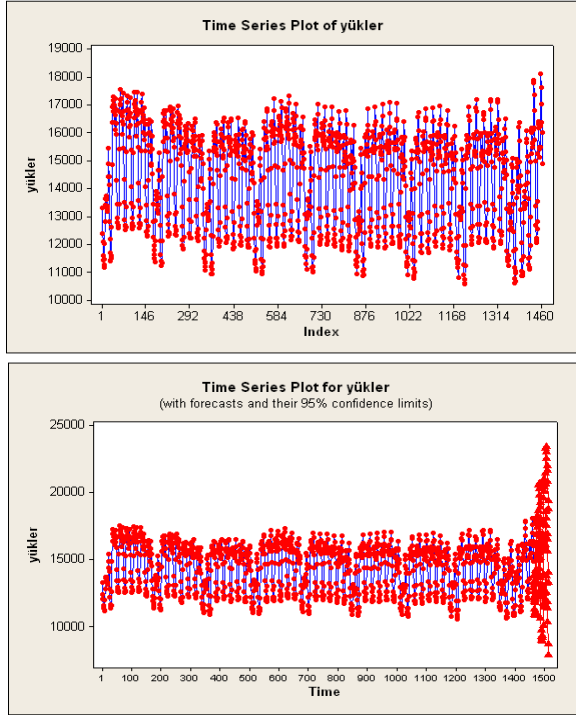 Time Series Plot of yükler
19000
18000
17000
16000
15000
14000
13000
12000
11000
10000
yükler
1 146 292 438 584 730 876 1022 1168 1314 1460
Index
Time Series Plot for yükler
(with forecasts and their 95% confidence limits)
25000
20000
15000
10000
yükler
1 100 200 300 400 500 600 700 800 900 1000 1100 1200 1300 1400 1500
Time